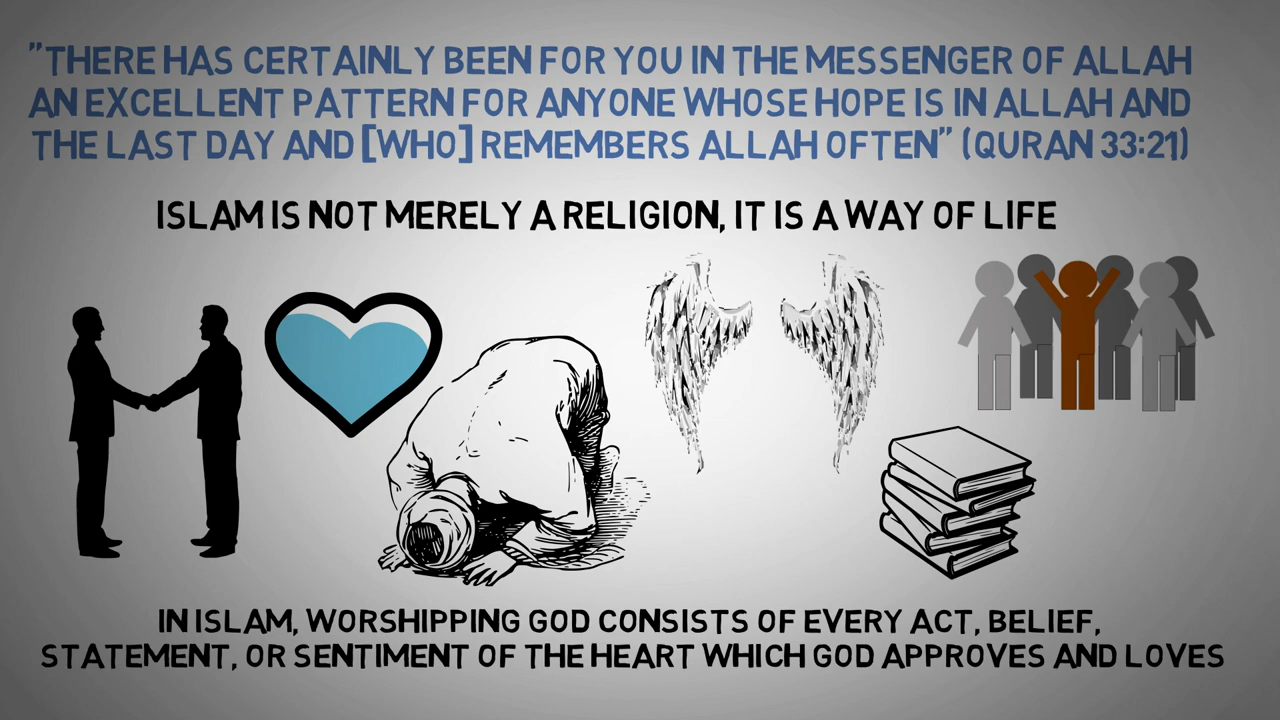 "THERE HAS CERTAINLY BEEN FOR YOU IN THE MESSENGER OF ALLAH
AN EXCELLENT PATTERN FOR ANYONE WHOSE HOPE IS IN ALLAH AND
THE LAST DAY AND [WHO] REMEMBERS ALLAH OFTEN" (QURAN 33:21)
ISLAM IS NOT MERELY A RELIGION, IT IS A WAY OF LIFE
IN ISLAM, WORSHIPPING GOD CONSISTS OF EVERY ACT, BELIEF,
STATEMENT, OR SENTIMENT OF THE HEART WHICH GOD APPROVES AND LOVES